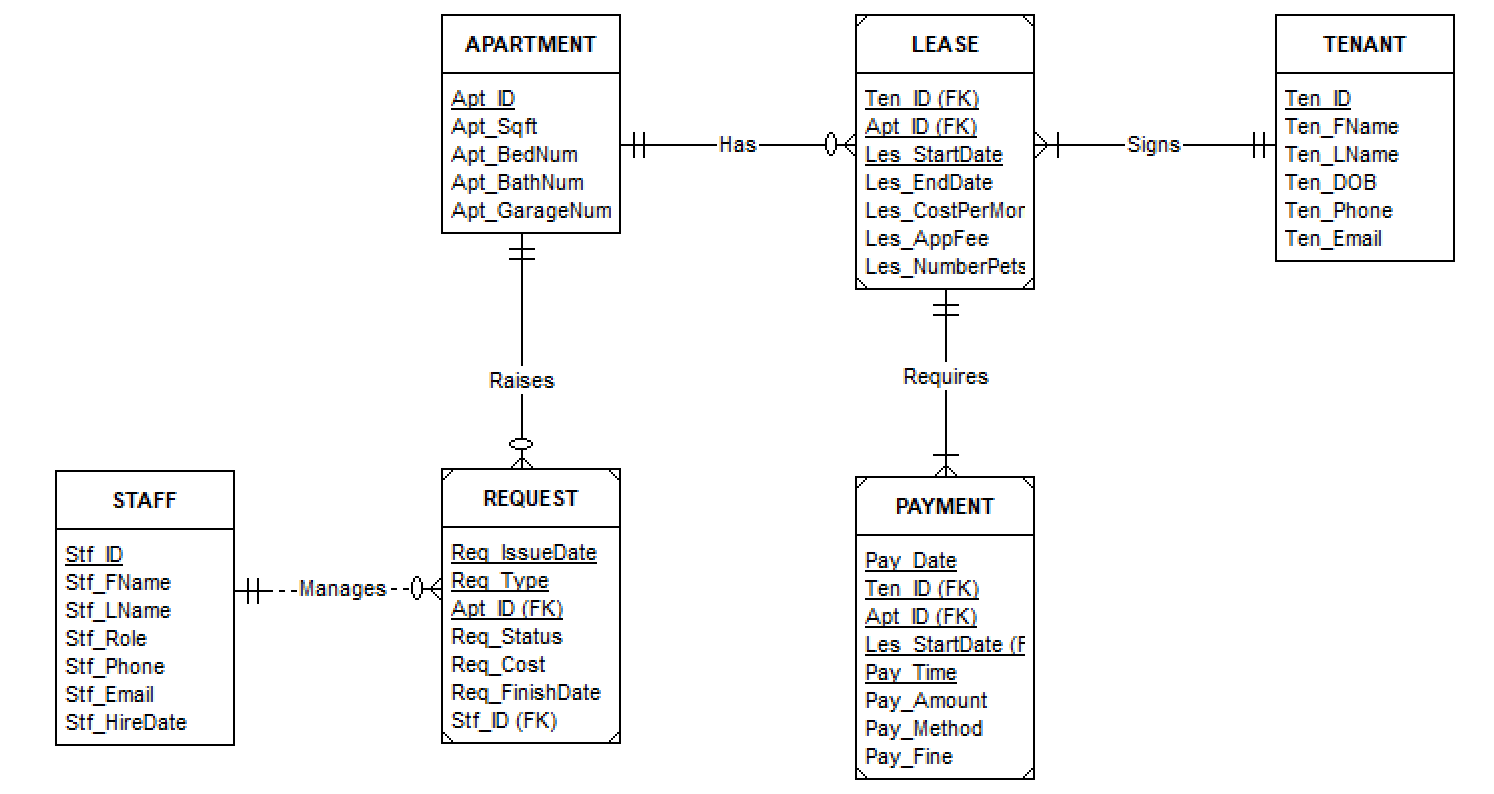 APARTMENT
Apt_ID
Apt_Sqft
Apt_BedNum
Apt_BathNum
Apt_GarageNum
Has
LEASE
Ten_ID (FK)
Apt_ID (FK)
Les_StartDate
Les_EndDate
Les_CostPerMor
Les_AppFee
Les_NumberPets
Signs
TENANT
Ten_ID
Ten_FName
Ten_LName
Ten_DOB
Ten_Phone
Ten_Email
Raises
Requires
STAFF
Stf_ID
Stf_FName
Stf_LName
Stf_Role
Stf_Phone
Stf_Email
Stf_HireDate
Manages
REQUEST
Req_IssueDate
Req_Type
Apt_ID (FK)
Req_Status
Req_Cost
Req_FinishDate
Stf_ID (FK)
PAYMENT
Pay_Date
Ten_ID (FK)
Apt_ID (FK)
Les_StartDate (F
Pay_Time
Pay_Amount
Pay_Method
Pay_Fine